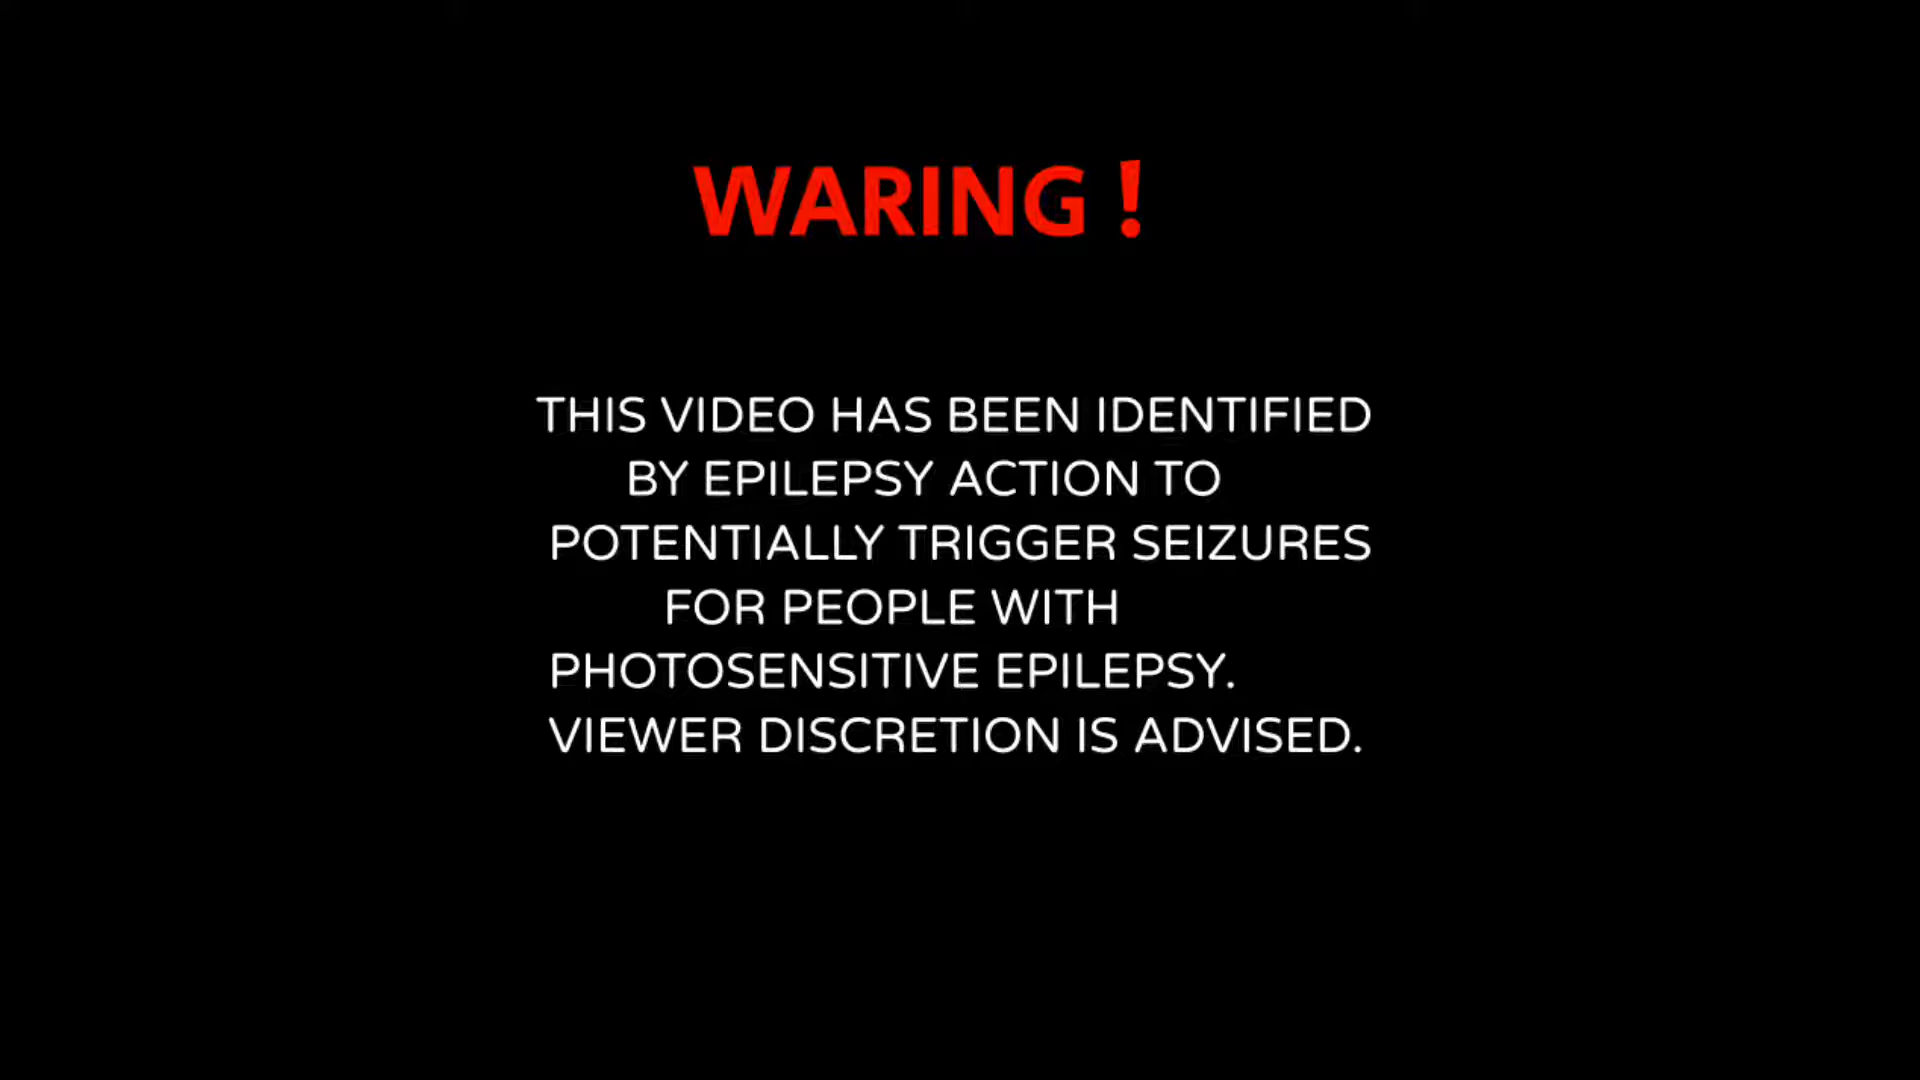 WARING !
THIS VIDEO HAS BEEN IDENTIFIED
BY EPILEPSY ACTION TO
POTENTIALLY TRIGGER SEIZURES
FOR PEOPLE WITH
PHOTOSENSITIVE EPILEPSY.
VIEWER DISCRETION IS ADVISED.